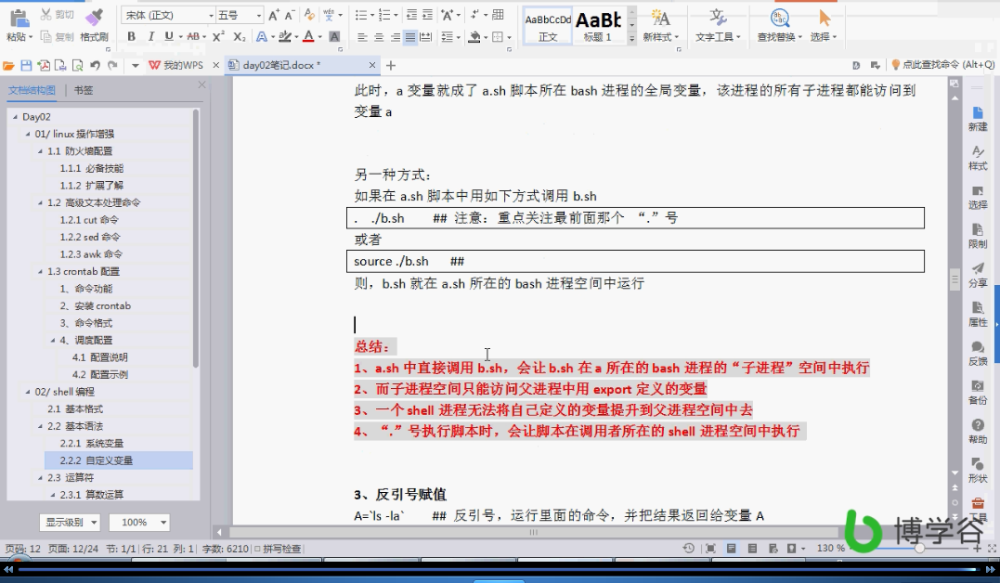 粘贴 剪切 复制 格式刷 宋体 (正文) 五号 B I U AB X² X₂ A A A AaBbCcDd 正文 AaBb 标题 1 新样式 文字工具 查找替换 选择
我的WPS × day02笔记.docx * × + 点此查找命令 (Alt+Q)
文档结构图 | 书签
Day02
01/ linux 操作增强
1.1 防火墙配置
1.1.1 必备技能
1.1.2 扩展了解
1.2 高级文本处理命令
1.2.1 cut 命令
1.2.2 sed 命令
1.2.3 awk 命令
1.3 crontab 配置
1、命令功能
2、安装 crontab
3、命令格式
4、调度配置
4.1 配置说明
4.2 配置示例
02/ shell 编程
2.1 基本格式
2.2 基本语法
2.2.1 系统变量
2.2.2 自定义变量
2.3 运算符
2.3.1 算数运算
显示级别 100%
此时，a 变量就成了 a.sh 脚本所在 bash 进程的全局变量，该进程的所有子进程都能访问到
变量 a
另一种方式：
如果在 a.sh 脚本中用如下方式调用 b.sh
. ./b.sh ## 注意：重点关注最前面那个 “.” 号
或者
source ./b.sh ##
则，b.sh 就在 a.sh 所在的 bash 进程空间中运行
总结：
1、a.sh 中直接调用 b.sh，会让 b.sh 在 a 所在的 bash 进程的“子进程”空间中执行
2、而子进程空间只能访问父进程中用 export 定义的变量
3、一个 shell 进程无法将自己定义的变量提升到父进程空间中去
4、“.”号执行脚本时，会让脚本在调用者所在的 shell 进程空间中执行
3、反引号赋值
A=`ls -la` ## 反引号，运行里面的命令，并把结果返回给变量 A
新建
样式
选择
限制
分享
属性
反馈
备份
帮助
形状
工具
博学谷
页码: 12 页面: 12/24 节: 1/1 行: 21 列: 1 字数: 6210 拼写检查 130 %